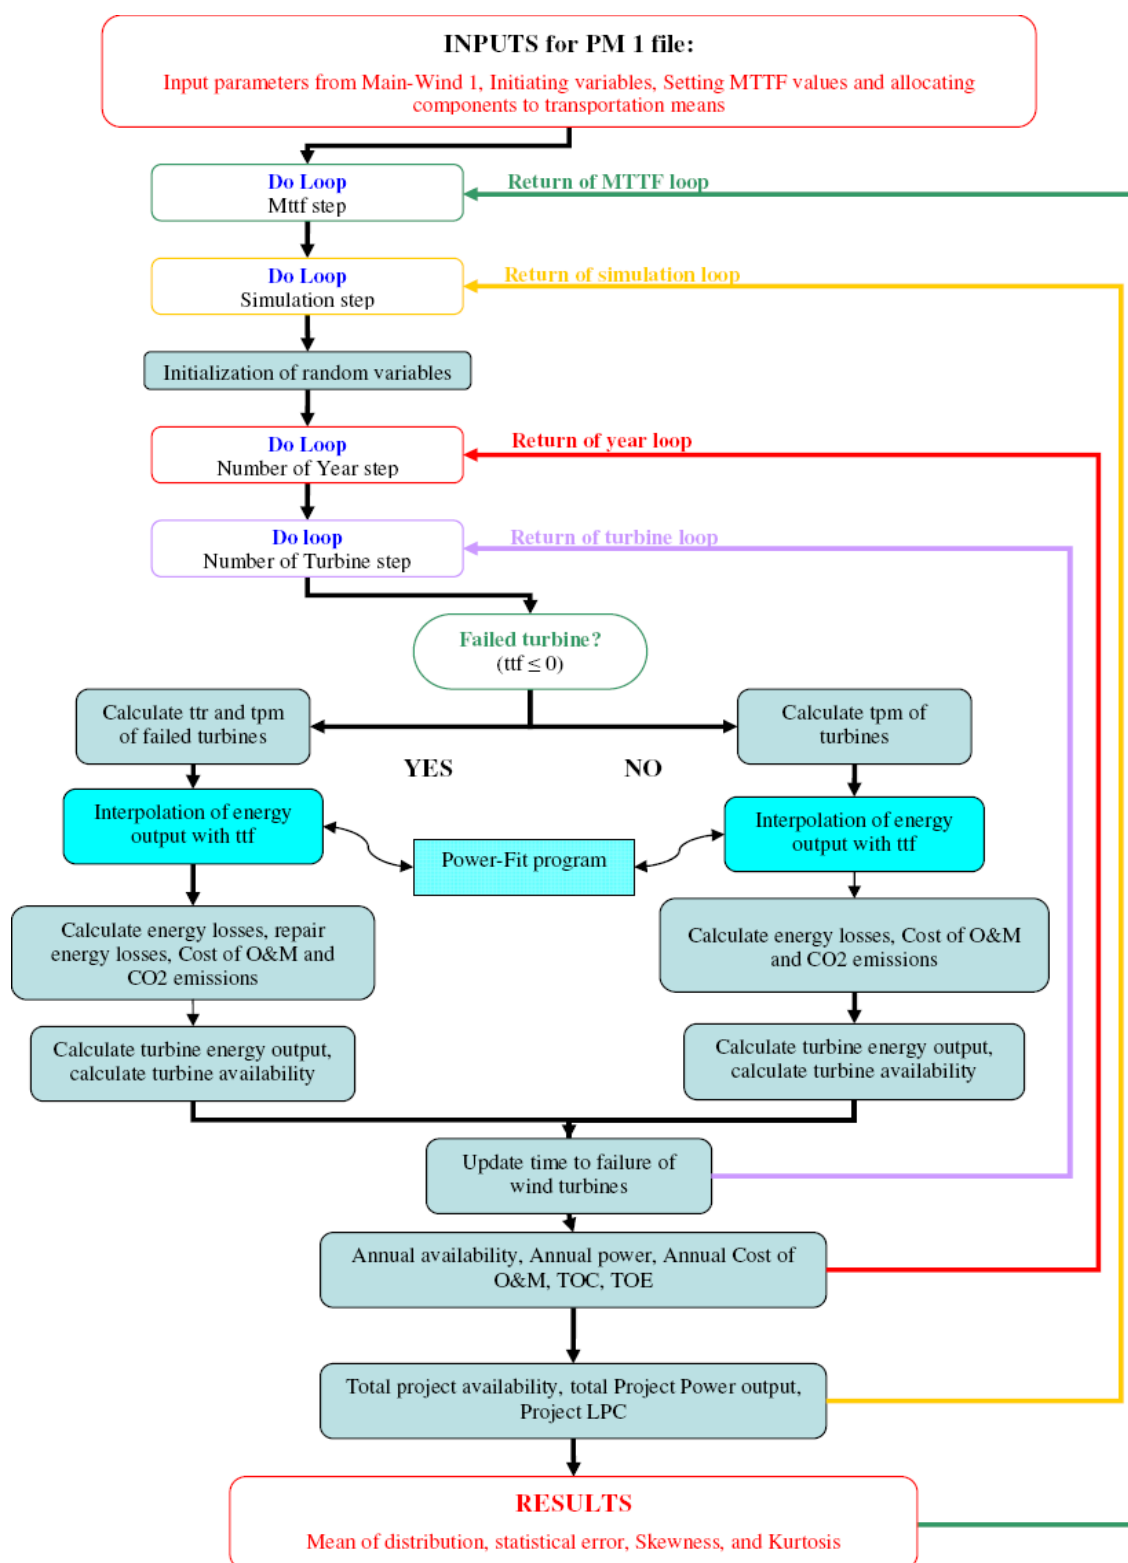 INPUTS for PM 1 file:
Input parameters from Main-Wind 1, Initiating variables, Setting MTTF values and allocating
components to transportation means
Do Loop
Mttf step
Return of MTTF loop
Do Loop
Simulation step
Return of simulation loop
Initialization of random variables
Do Loop
Number of Year step
Return of year loop
Do loop
Number of Turbine step
Return of turbine loop
Failed turbine?
(ttf ≤ 0)
Calculate ttr and tpm
of failed turbines
YES
NO
Calculate tpm of
turbines
Interpolation of energy
output with ttf
Power-Fit program
Interpolation of energy
output with ttf
Calculate energy losses, repair
energy losses, Cost of O&M and
CO2 emissions
Calculate energy losses, Cost of O&M
and CO2 emissions
Calculate turbine energy output,
calculate turbine availability
Calculate turbine energy output,
calculate turbine availability
Update time to failure of
wind turbines
Annual availability, Annual power, Annual Cost of
O&M, TOC, TOE
Total project availability, total Project Power output,
Project LPC
RESULTS
Mean of distribution, statistical error, Skewness, and Kurtosis